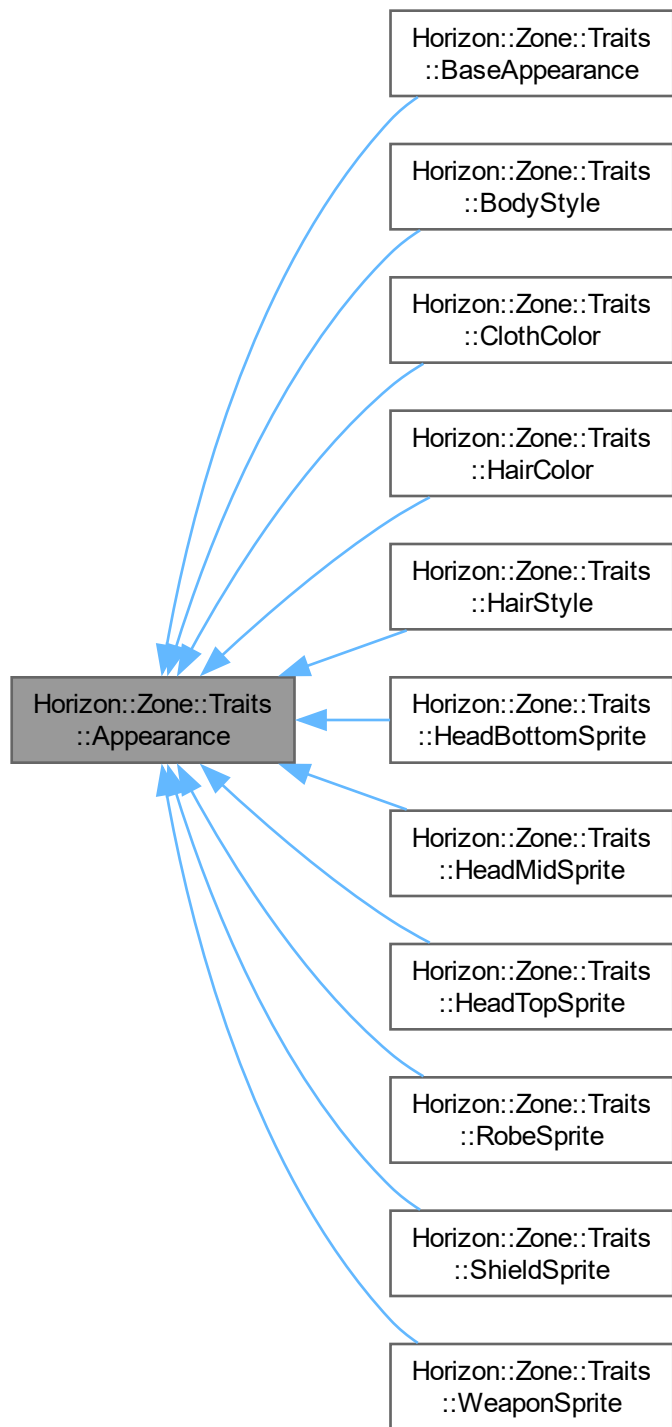 Horizon::Zone::Traits
::BaseAppearance
Horizon::Zone::Traits
::BodyStyle
Horizon::Zone::Traits
::ClothColor
Horizon::Zone::Traits
::HairColor
Horizon::Zone::Traits
::HairStyle
Horizon::Zone::Traits
::Appearance
Horizon::Zone::Traits
::HeadBottomSprite
Horizon::Zone::Traits
::HeadMidSprite
Horizon::Zone::Traits
::HeadTopSprite
Horizon::Zone::Traits
::RobeSprite
Horizon::Zone::Traits
::ShieldSprite
Horizon::Zone::Traits
::WeaponSprite